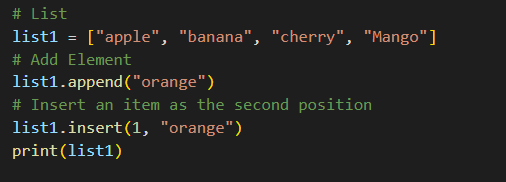 # List
list1 = ["apple", "banana", "cherry", "Mango"]
# Add Element
list1.append("orange")
# Insert an item as the second position
list1.insert(1, "orange")
print(list1)